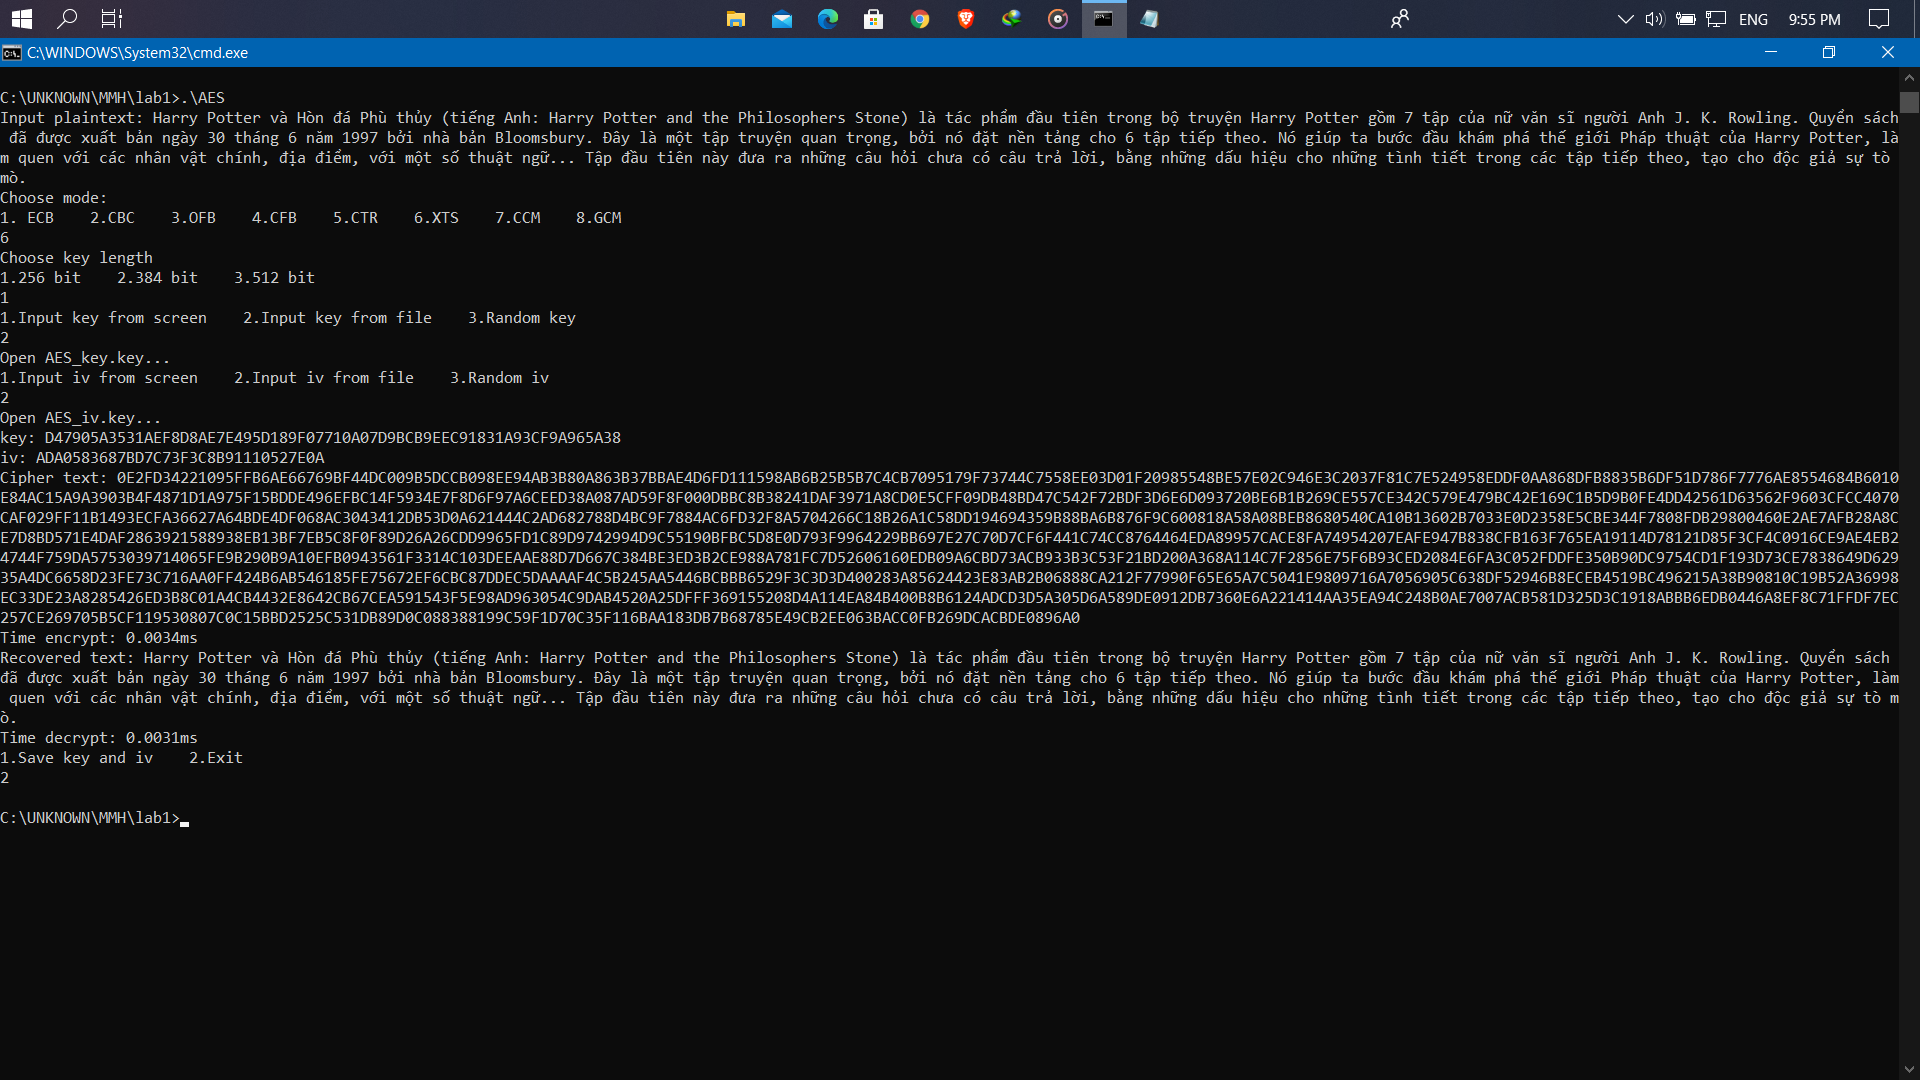 ENG
9:55 PM
C:\WINDOWS\System32\cmd.exe
C:\UNKNOWN\MMH\lab1>.\AES
Input plaintext: Harry Potter và Hòn đá Phù thủy (tiếng Anh: Harry Potter and the Philosophers Stone) là tác phẩm đầu tiên trong bộ truyện Harry Potter gồm 7 tập của nữ văn sĩ người Anh J. K. Rowling. Quyển sách
đã được xuất bản ngày 30 tháng 6 năm 1997 bởi nhà bản Bloomsbury. Đây là một tập truyện quan trọng, bởi nó đặt nền tảng cho 6 tập tiếp theo. Nó giúp ta bước đầu khám phá thế giới Pháp thuật của Harry Potter, là
m quen với các nhân vật chính, địa điểm, với một số thuật ngữ... Tập đầu tiên này đưa ra những câu hỏi chưa có câu trả lời, bằng những dấu hiệu cho những tình tiết trong các tập tiếp theo, tạo cho độc giả sự tò
mò.
Choose mode:
1. ECB    2.CBC    3.OFB    4.CFB    5.CTR    6.XTS    7.CCM    8.GCM
6
Choose key length
1.256 bit    2.384 bit    3.512 bit
1
1.Input key from screen    2.Input key from file    3.Random key
2
Open AES_key.key...
1.Input iv from screen    2.Input iv from file    3.Random iv
2
Open AES_iv.key...
key: D47905A3531AEF8D8AE7E495D189F07710A07D9BCB9EEC91831A93CF9A965A38
iv: ADA0583687BD7C73F3C8B91110527E0A
Cipher text: 0E2FD34221095FFB6AE66769BF44DC009B5DCCB098EE94AB3B80A863B37BBAE4D6FD111598AB6B25B5B7C4CB7095179F73744C7558EE03D01F20985548BE57E02C946E3C2037F81C7E524958EDDF0AA868DFB8835B6DF51D786F7776AE8554684B6010
E84AC15A9A3903B4F4871D1A975F15BDDE496EFBC14F5934E7F8D6F97A6CEED38A087AD59F8F000DBBC8B38241DAF3971A8CD0E5CFF09DB48BD47C542F72BDF3D6E6D093720BE6B1B269CE557CE342C579E479BC42E169C1B5D9B0FE4DD42561D63562F9603CFCC4070
CAF029FF11B1493ECFA36627A64BDE4DF068AC3043412DB53D0A621444C2AD682788D4BC9F7884AC6FD32F8A5704266C18B26A1C58DD194694359B88BA6B876F9C600818A58A08BEB8680540CA10B13602B7033E0D2358E5CBE344F7808FDB29800460E2AE7AFB28A8C
E7D8BD571E4DAF2863921588938EB13BF7EB5C8F0F89D26A26CDD9965FD1C89D9742994D9C55190BFBC5D8E0D793F9964229BB697E27C70D7CF6F441C74CC8764464EDA89957CACE8FA74954207EAFE947B838CFB163F765EA19114D78121D85F3CF4C0916CE9AE4EB2
4744F759DA5753039714065FE9B290B9A10EFB0943561F3314C103DEEAAE88D7D667C384BE3ED3B2CE988A781FC7D52606160EDB09A6CBD73ACB933B3C53F21BD200A368A114C7F2856E75F6B93CED2084E6FA3C052FDDFE350B90DC9754CD1F193D73CE7838649D629
35A4DC6658D23FE73C716AA0FF424B6AB546185FE75672EF6CBC87DDEC5DAAAAF4C5B245AA5446BCBBB6529F3C3D3D400283A85624423E83AB2B06888CA212F77990F65E65A7C5041E9809716A7056905C638DF52946B8ECEB4519BC496215A38B90810C19B52A36998
EC33DE23A8285426ED3B8C01A4CB4432E8642CB67CEA591543F5E98AD963054C9DAB4520A25DFFF369155208D4A114EA84B400B8B6124ADCD3D5A305D6A589DE0912DB7360E6A221414AA35EA94C248B0AE7007ACB581D325D3C1918ABBB6EDB0446A8EF8C71FFDF7EC
257CE269705B5CF119530807C0C15BBD2525C531DB89D0C088388199C59F1D70C35F116BAA183DB7B68785E49CB2EE063BACC0FB269DCACBDE0896A0
Time encrypt: 0.0034ms
Recovered text: Harry Potter và Hòn đá Phù thủy (tiếng Anh: Harry Potter and the Philosophers Stone) là tác phẩm đầu tiên trong bộ truyện Harry Potter gồm 7 tập của nữ văn sĩ người Anh J. K. Rowling. Quyển sách
đã được xuất bản ngày 30 tháng 6 năm 1997 bởi nhà bản Bloomsbury. Đây là một tập truyện quan trọng, bởi nó đặt nền tảng cho 6 tập tiếp theo. Nó giúp ta bước đầu khám phá thế giới Pháp thuật của Harry Potter, làm
quen với các nhân vật chính, địa điểm, với một số thuật ngữ... Tập đầu tiên này đưa ra những câu hỏi chưa có câu trả lời, bằng những dấu hiệu cho những tình tiết trong các tập tiếp theo, tạo cho độc giả sự tò m
ò.
Time decrypt: 0.0031ms
1.Save key and iv    2.Exit
2
C:\UNKNOWN\MMH\lab1>